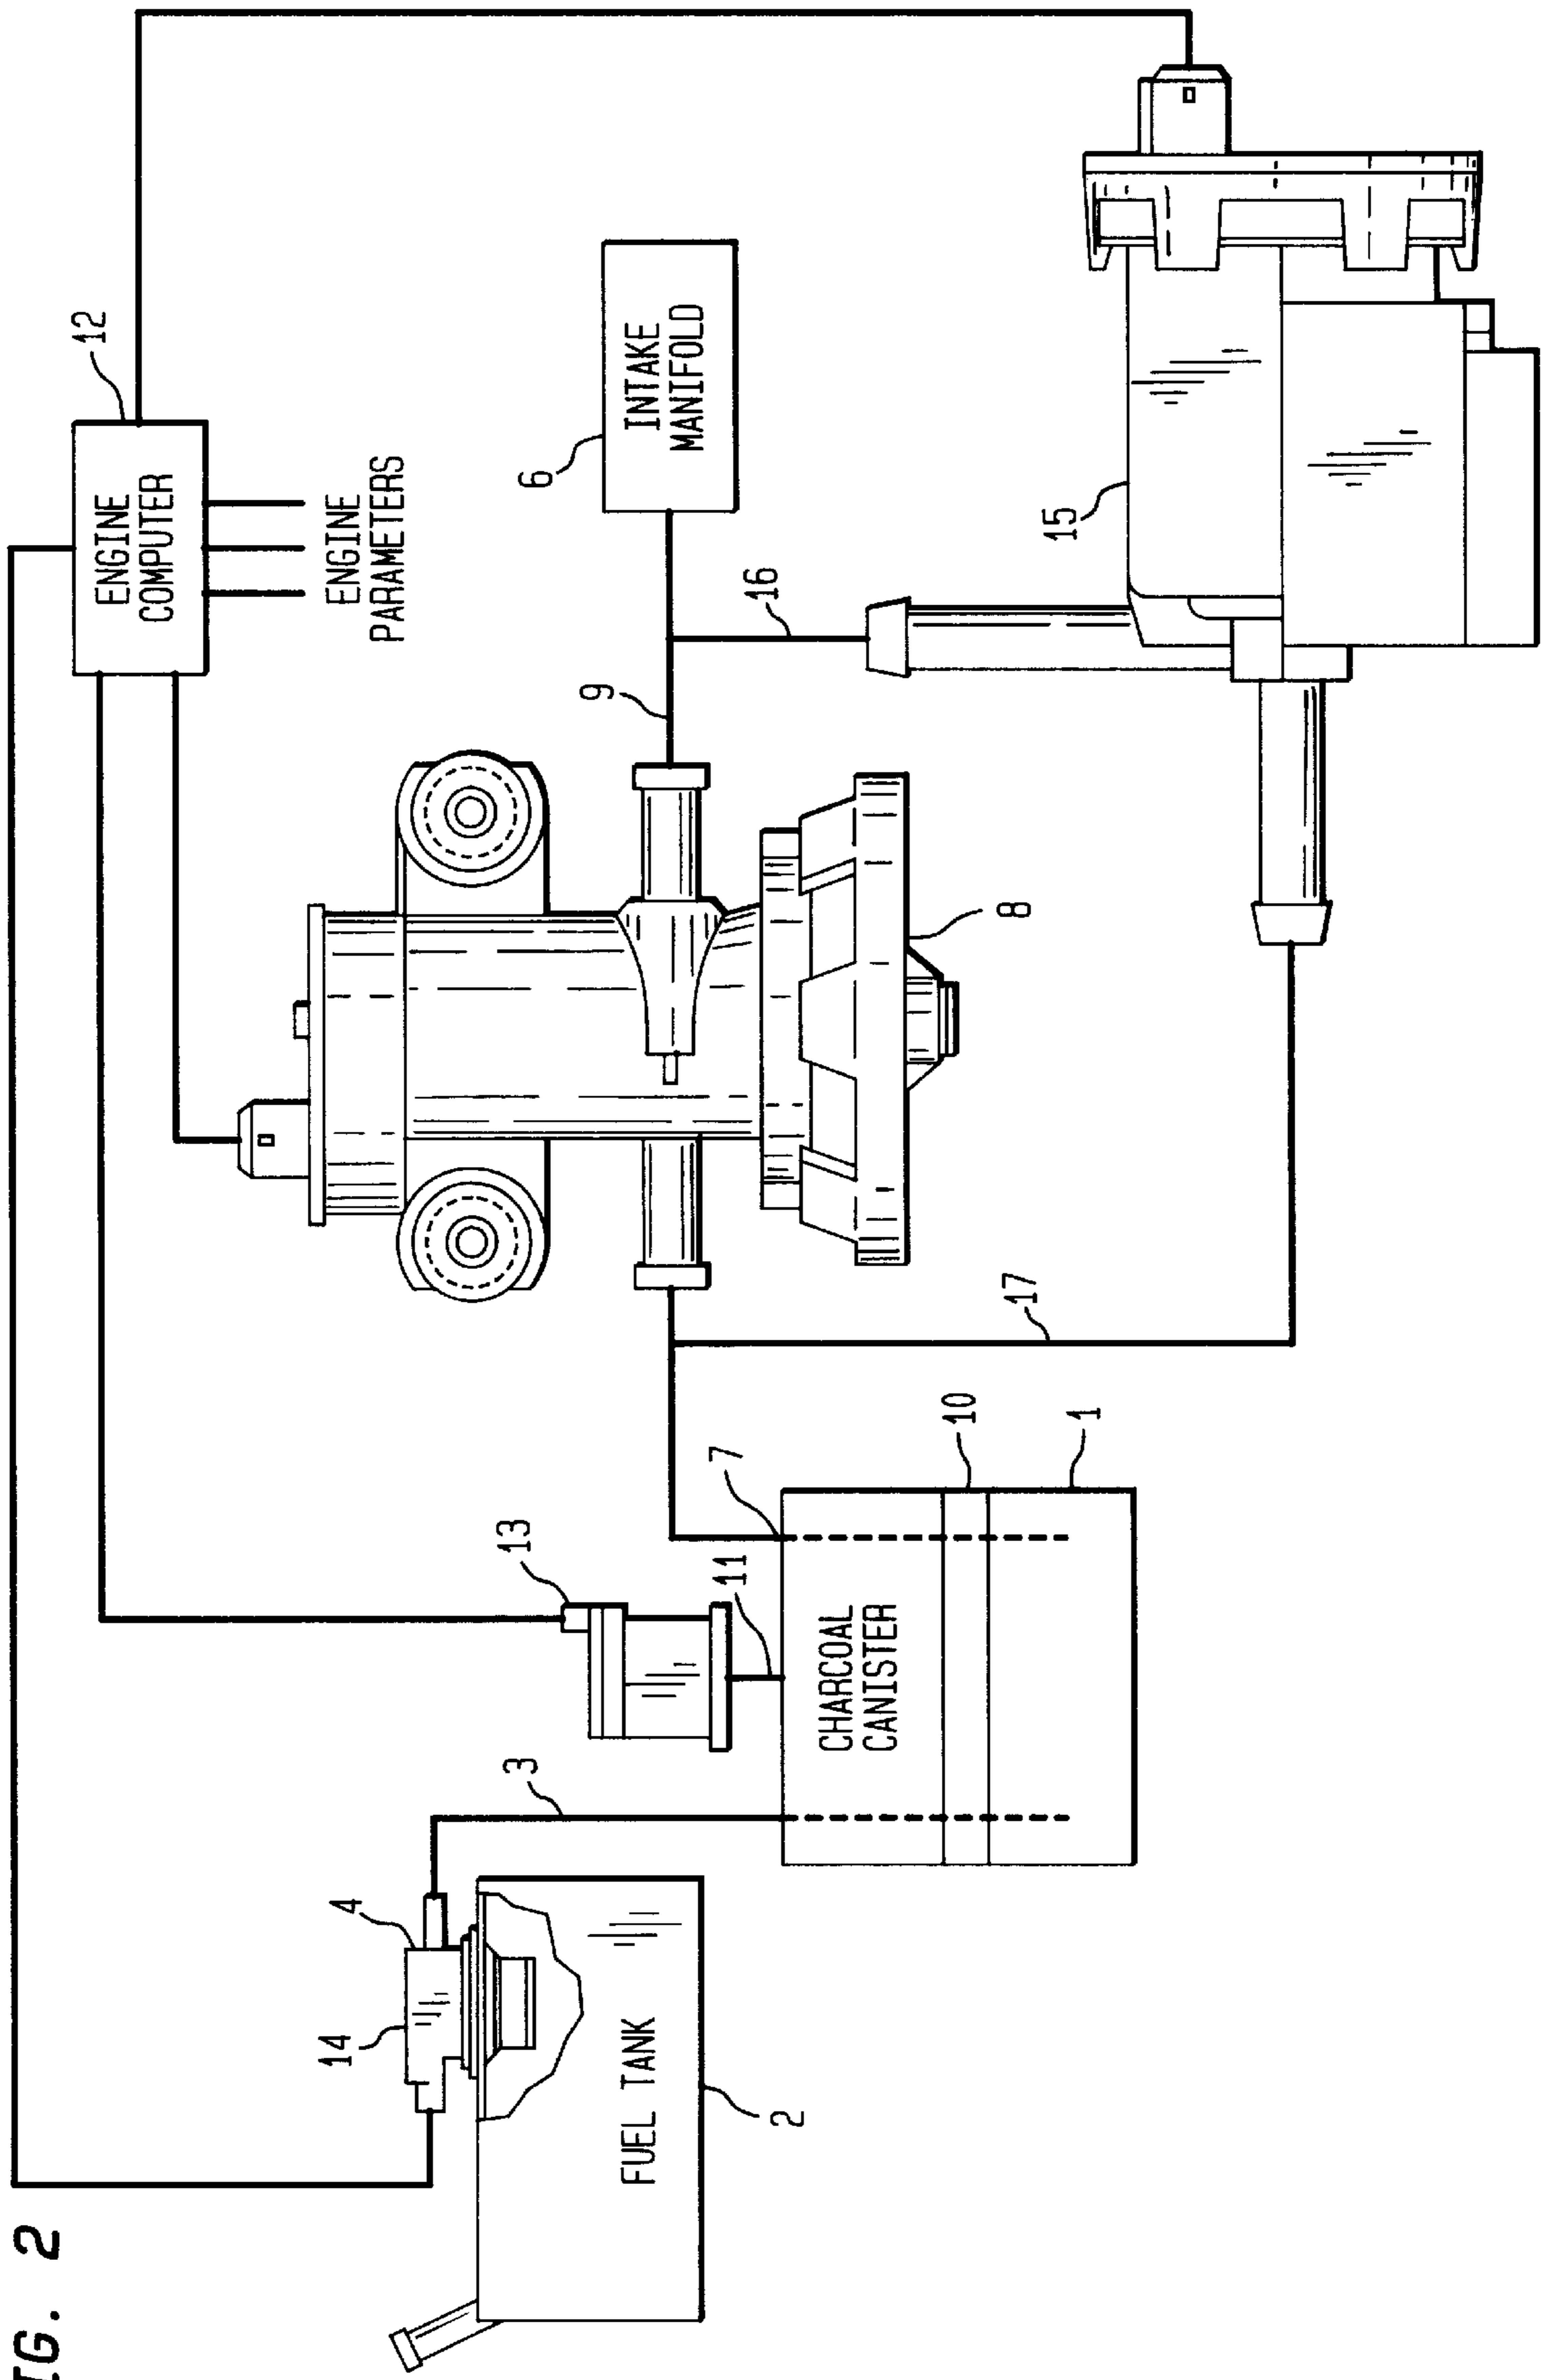 IG. 2
ENGINE
COMPUTER
12
ENGINE
PARAMETERS
14
4
3
13
FUEL TANK
2
11
7
CHARCOAL
CANISTER
10
1
9
6
INTAKE
MANIFOLD
16
8
17
15